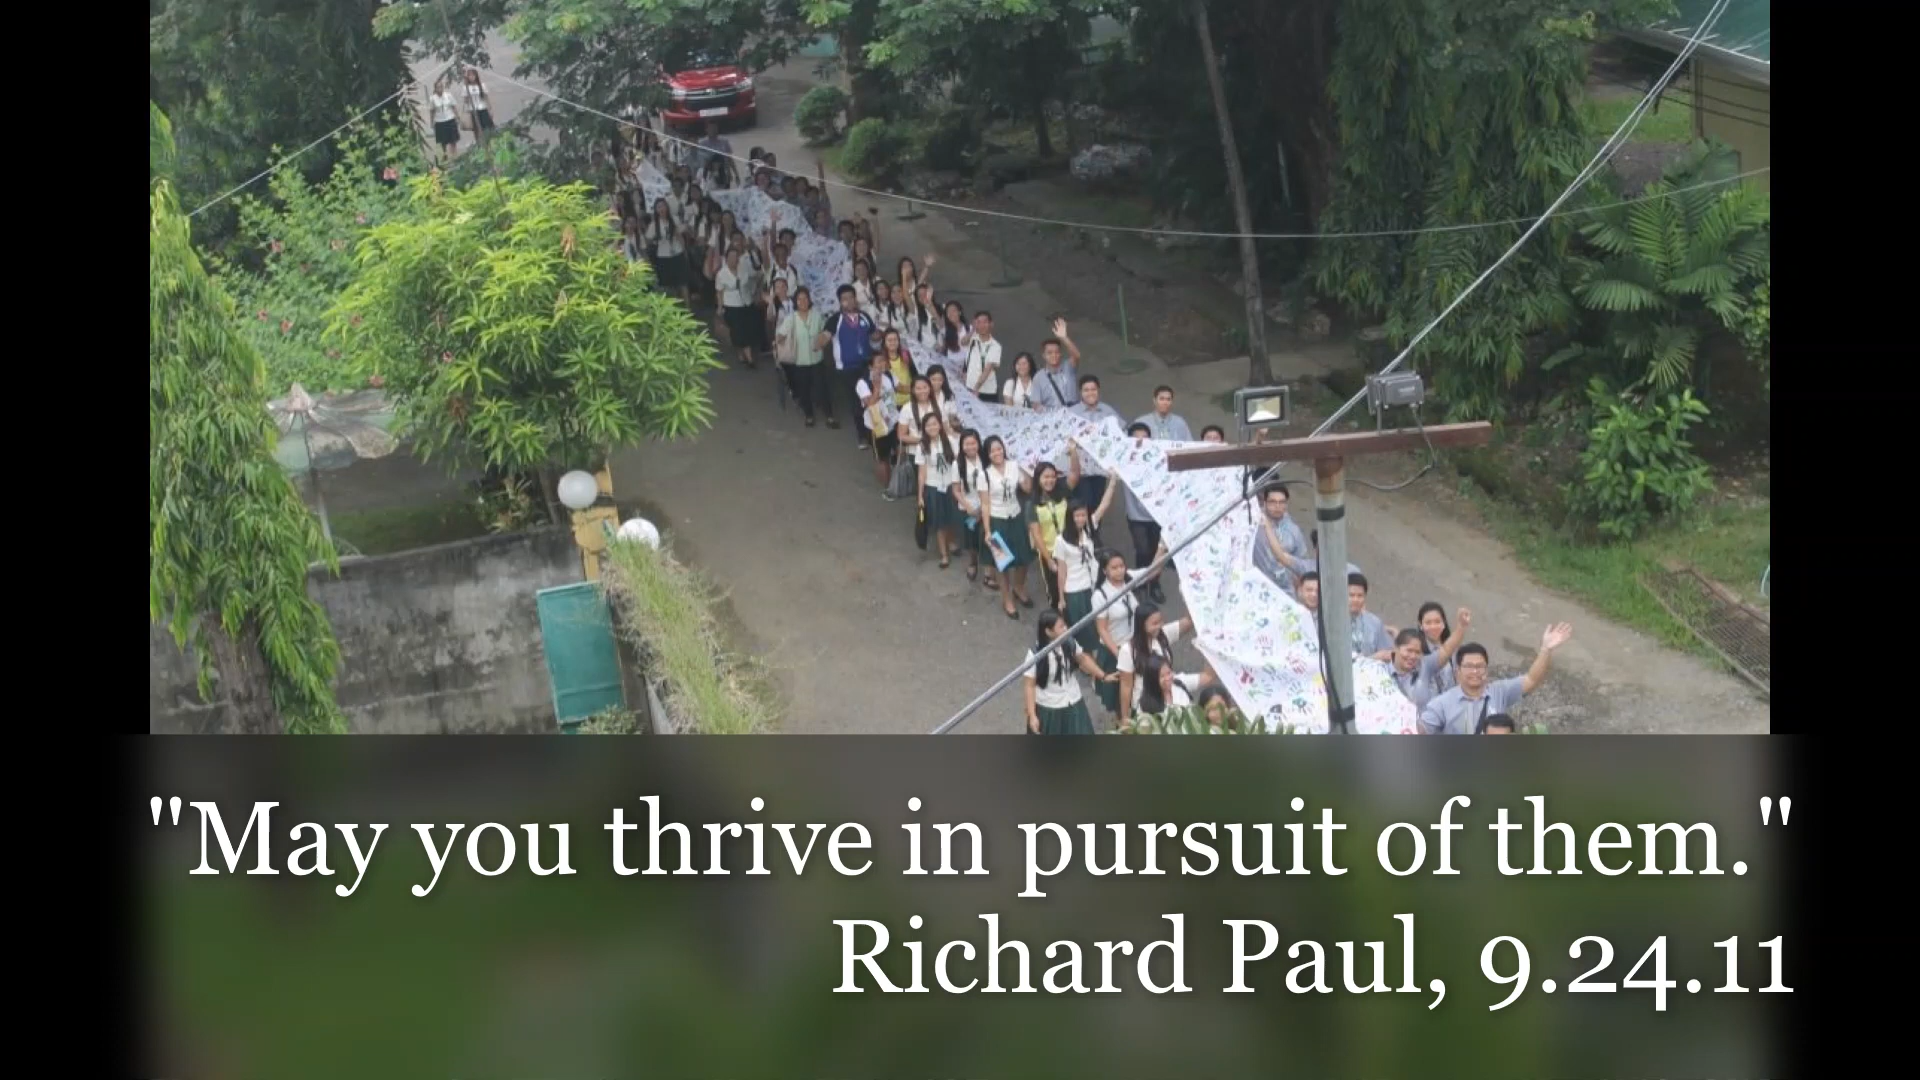 "May you thrive in pursuit of them."
Richard Paul, 9.24.11